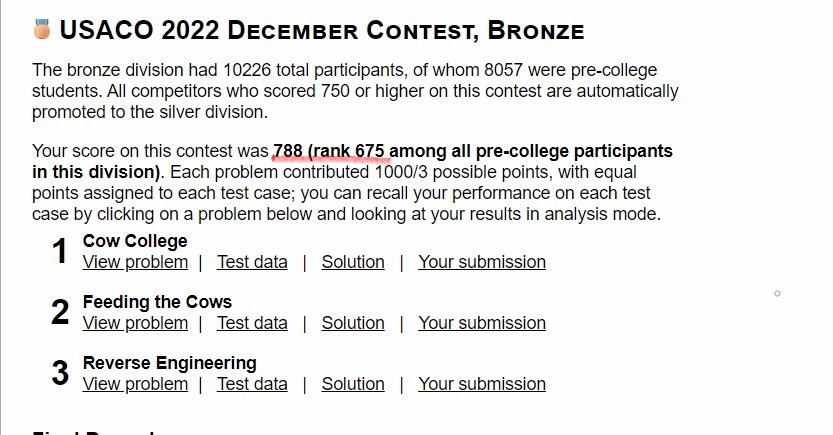 USACO 2022 December Contest, Bronze
The bronze division had 10226 total participants, of whom 8057 were pre-college
students. All competitors who scored 750 or higher on this contest are automatically
promoted to the silver division.
Your score on this contest was 788 (rank 675 among all pre-college participants
in this division). Each problem contributed 1000/3 possible points, with equal
points assigned to each test case; you can recall your performance on each test
case by clicking on a problem below and looking at your results in analysis mode.
1 Cow College
View problem | Test data | Solution | Your submission
2 Feeding the Cows
View problem | Test data | Solution | Your submission
3 Reverse Engineering
View problem | Test data | Solution | Your submission